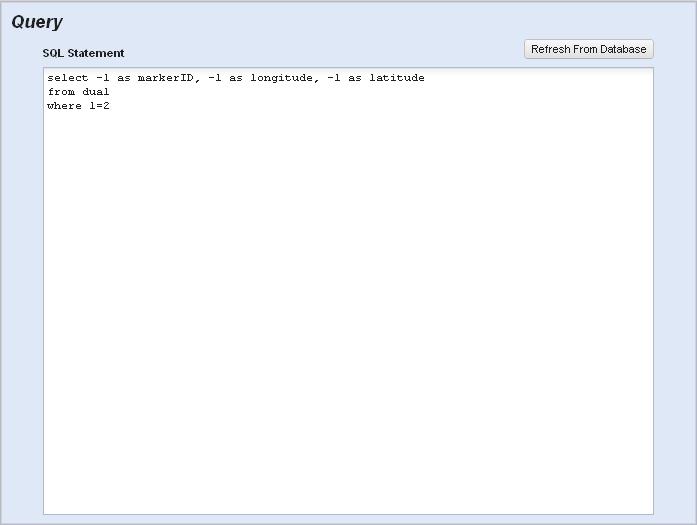 Query
SQL Statement
Refresh From Database
select -1 as markerID, -1 as longitude, -1 as latitude
from dual
where 1=2